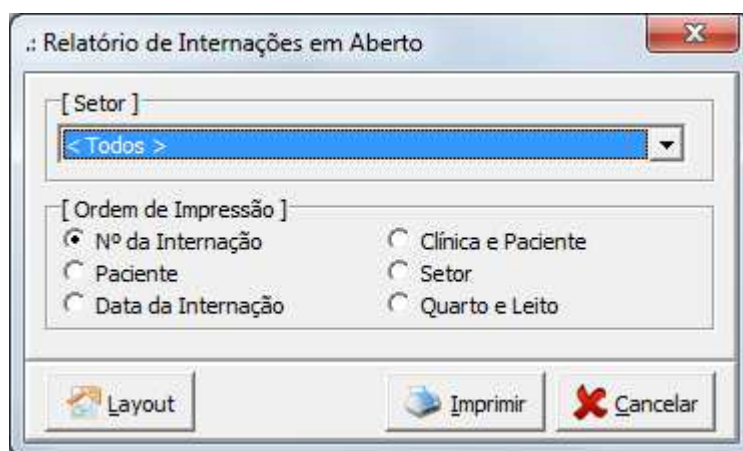 .: Relatório de Internações em Aberto
[ Setor ]
< Todos >
[ Ordem de Impressão ]
Nº da Internação
Clínica e Paciente
Paciente
Setor
Data da Internação
Quarto e Leito
Layout
Imprimir
Cancelar